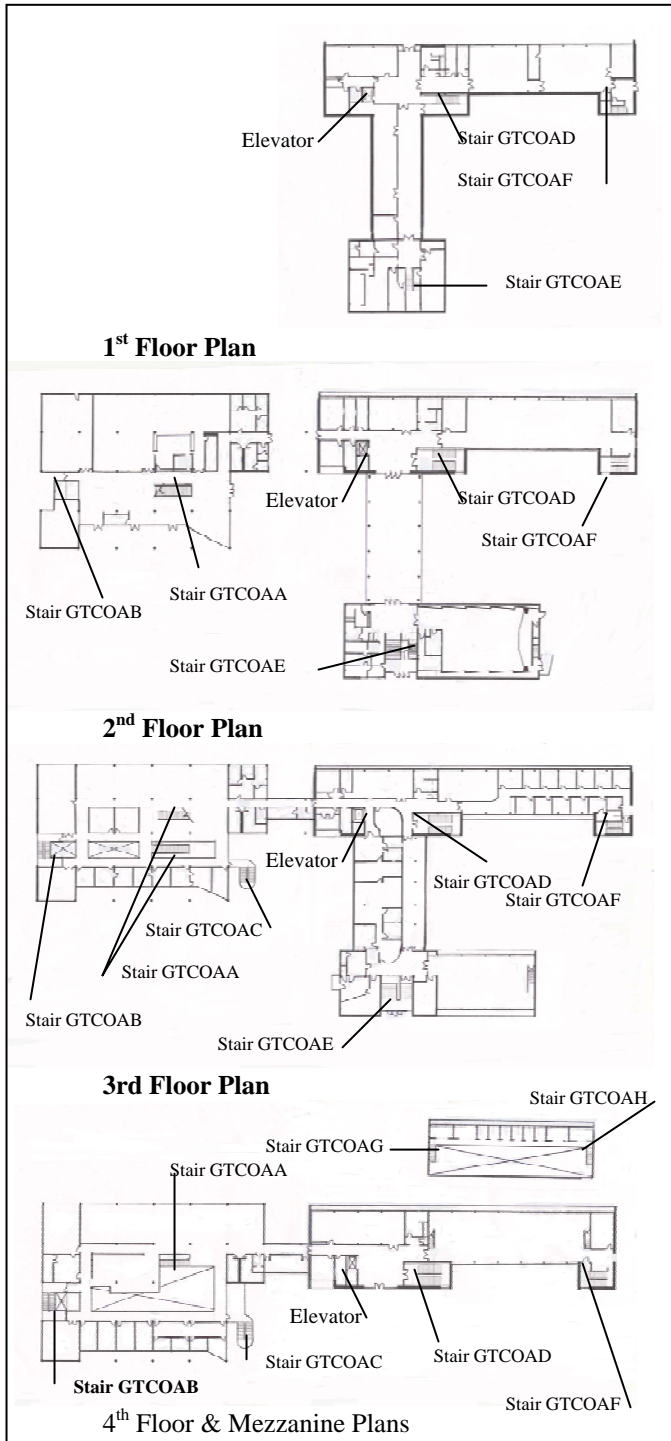 Elevator
Stair GTCOAD
Stair GTCOAF
Stair GTCOAE
1st Floor Plan
Elevator
Stair GTCOAD
Stair GTCOAF
Stair GTCOAA
Stair GTCOAB
Stair GTCOAE
2nd Floor Plan
Elevator
Stair GTCOAD
Stair GTCOAF
Stair GTCOAC
Stair GTCOAA
Stair GTCOAB
Stair GTCOAE
3rd Floor Plan
Stair GTCOAH
Stair GTCOAG
Stair GTCOAA
Elevator
Stair GTCOAD
Stair GTCOAC
Stair GTCOAB
Stair GTCOAF
4th Floor & Mezzanine Plans